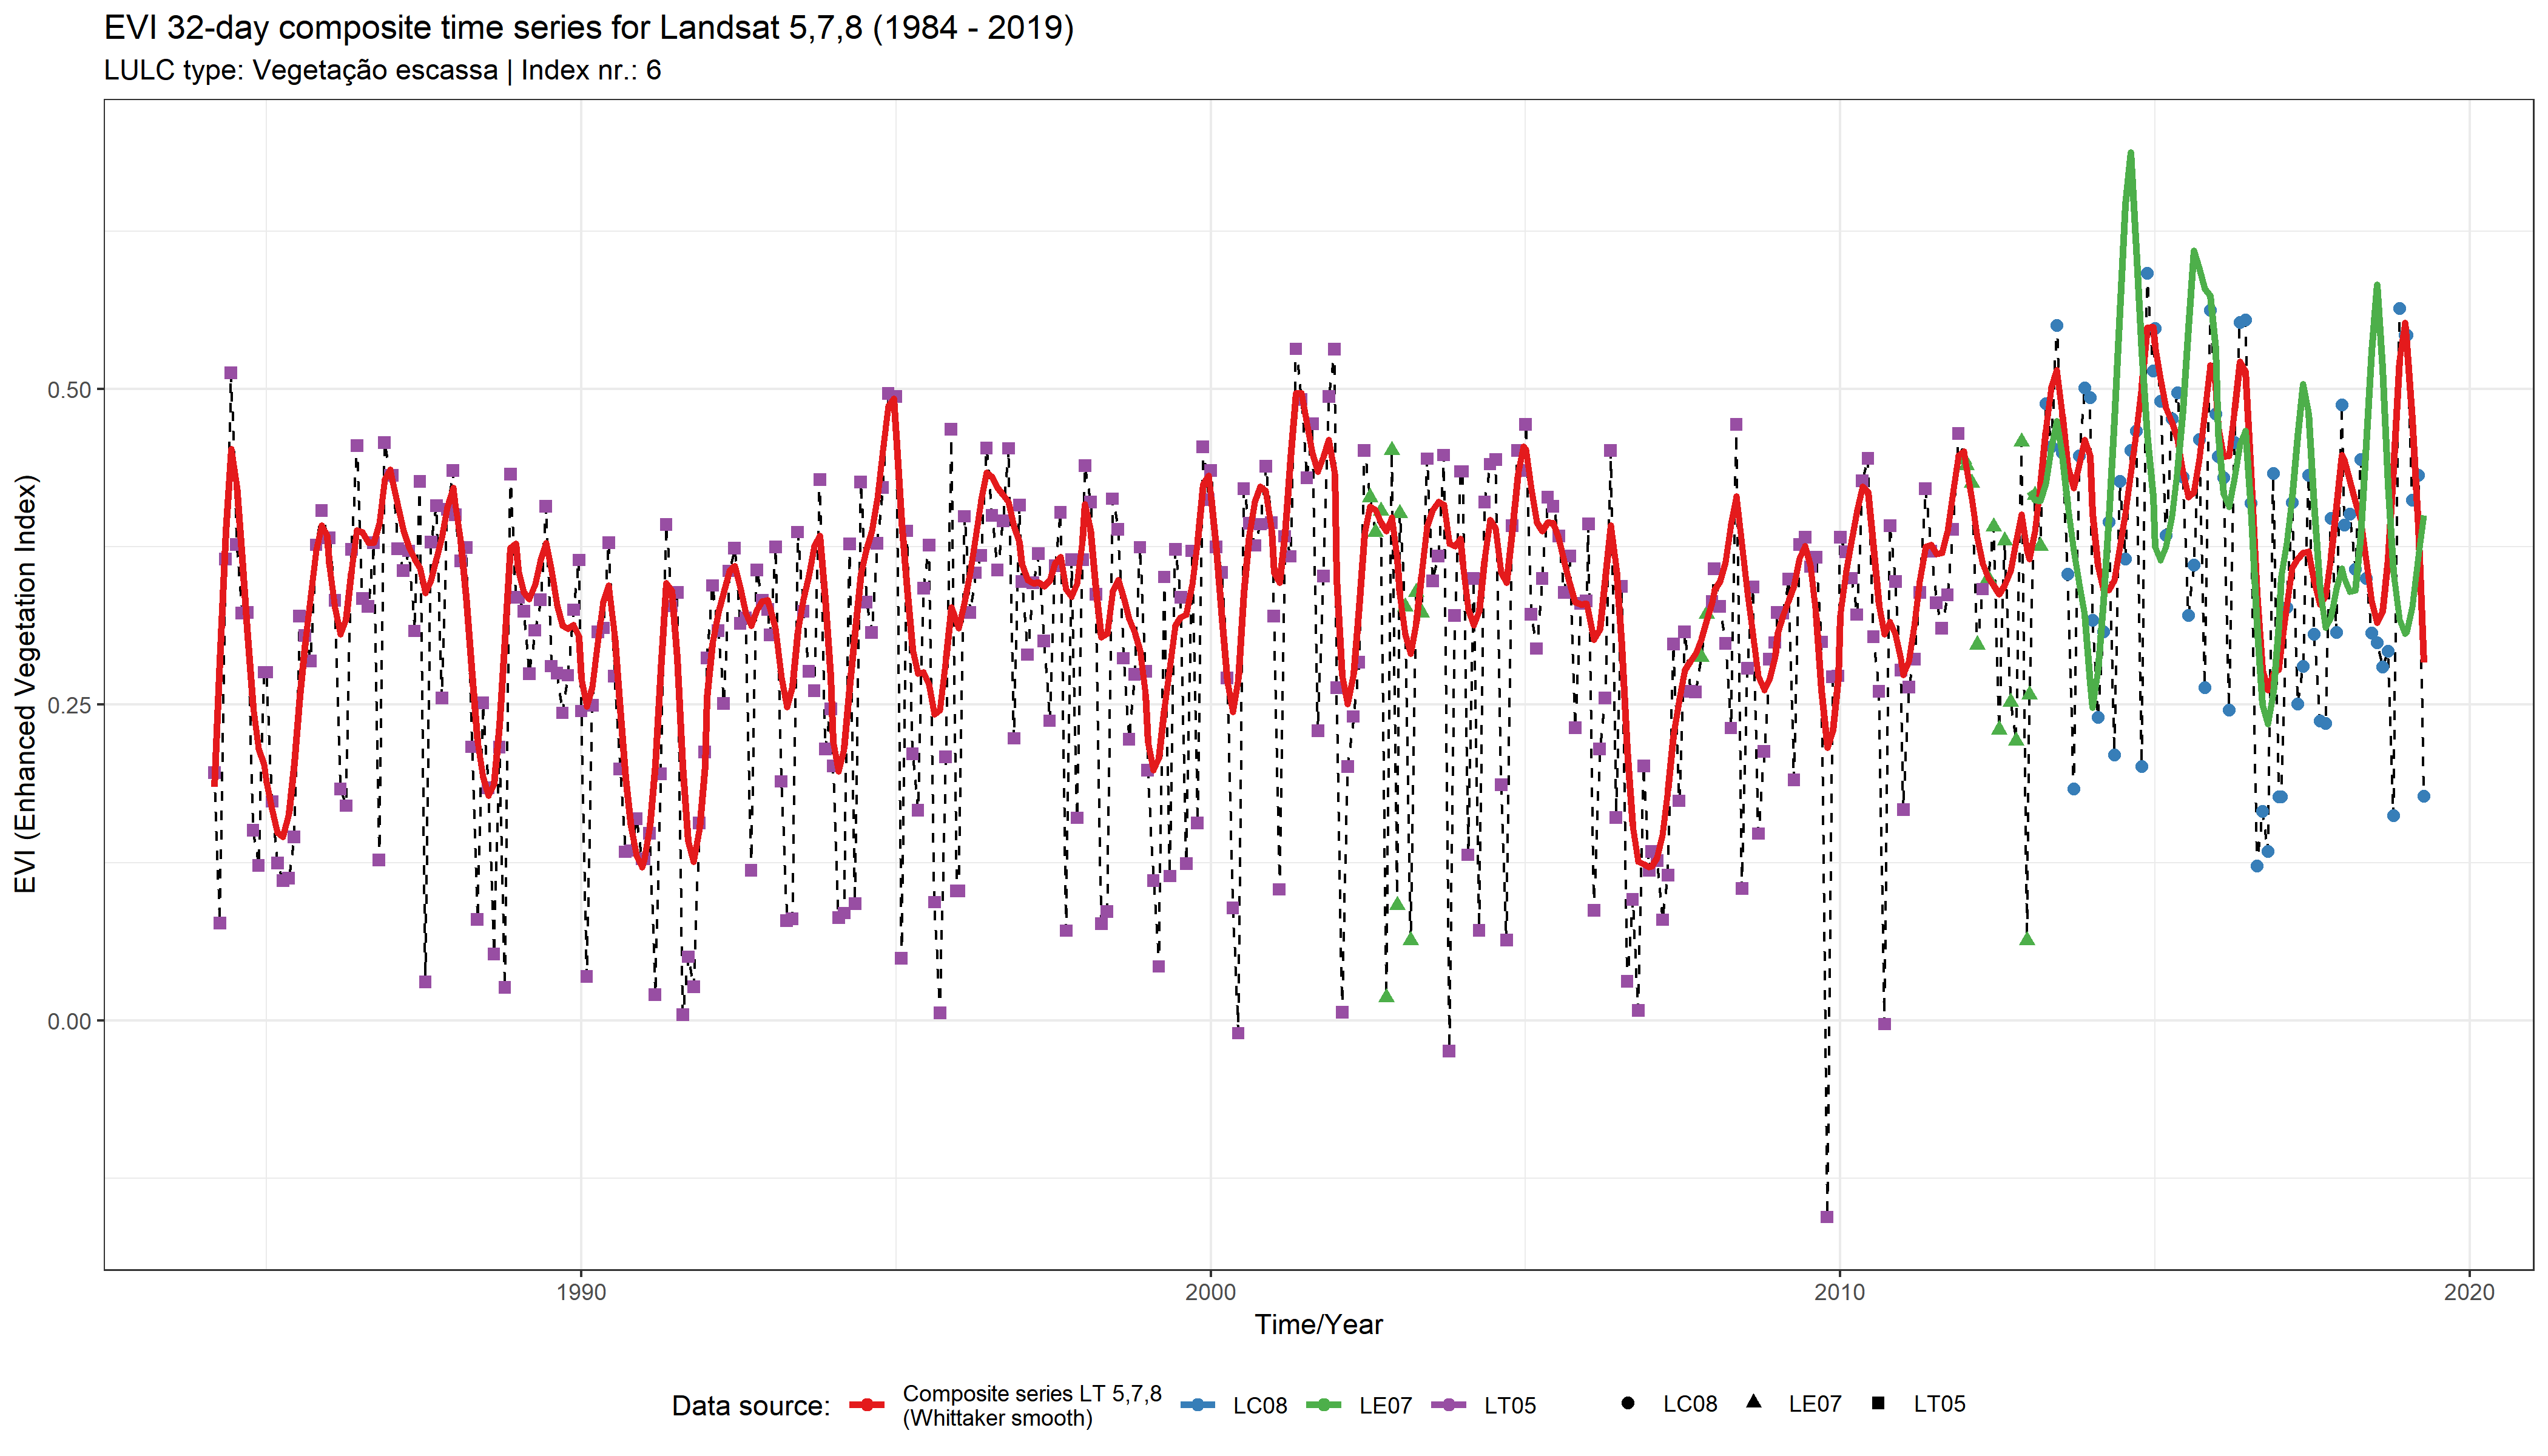 EVI 32-day composite time series for Landsat 5,7,8 (1984 - 2019)
LULC type: Vegetação escassa | Index nr.: 6
EVI (Enhanced Vegetation Index)
0.50
0.25
0.00
1990 2000 2010 2020
Time/Year
Data source: Composite series LT 5,7,8
(Whittaker smooth) LC08 LE07 LT05 LC08 LE07 LT05